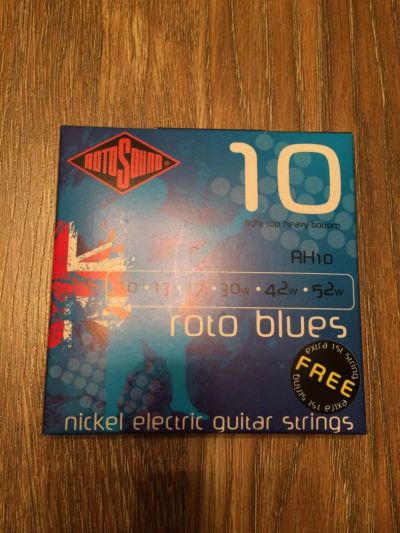 ROTOSOUND
10
light top heavy bottom
RH10
10 • 13 • 17 • 30w • 42w • 52w
roto blues
extra 1st string
FREE
extra 1st string
nickel electric guitar strings